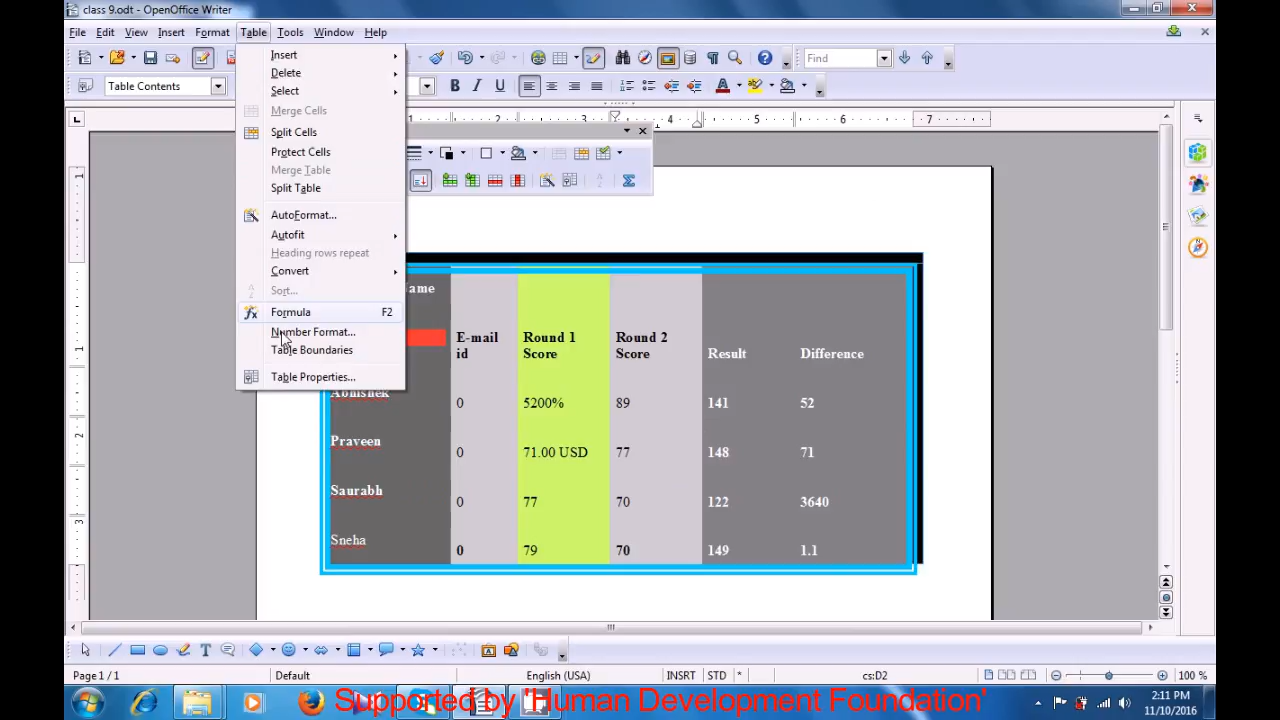 class 9.odt - OpenOffice Writer
File Edit View Insert Format Table Tools Window Help
Find
Table Contents
Insert
Delete
Select
Merge Cells
Split Cells
Protect Cells
Merge Table
Split Table
AutoFormat...
Autofit
Heading rows repeat
Convert
Sort...
Formula F2
Number Format...
Table Boundaries
Table Properties...
E-mail id Round 1 Score Round 2 Score Result Difference
Abhishek 0 5200% 89 141 52
Praveen 0 71.00 USD 77 148 71
Saurabh 0 77 70 122 3640
Sneha 0 79 70 149 1.1
Page 1 / 1 Default English (USA) INSRT STD * cs:D2 100 %
Supported by 'Human Development Foundation'
2:11 PM
11/10/2016